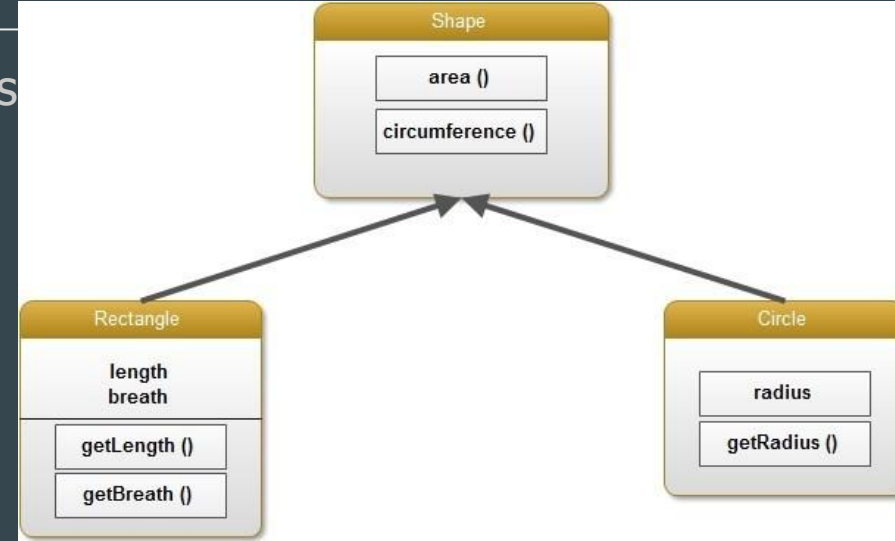 Shape
area ()
circumference ()
Rectangle
length
breath
getLength ()
getBreath ()
Circle
radius
getRadius ()